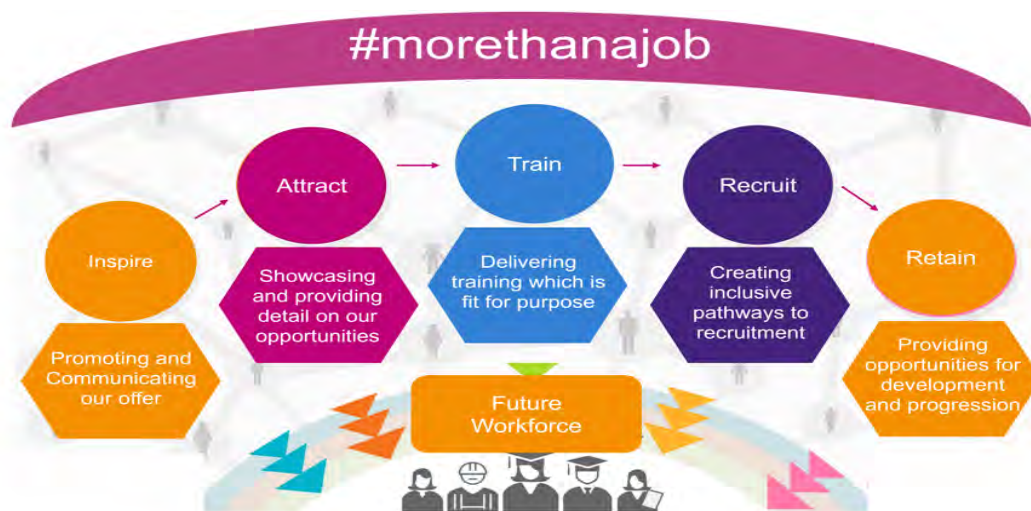 #morethanajob
Inspire
Promoting and
Communicating
our offer
Attract
Showcasing
and providing
detail on our
opportunities
Train
Delivering
training which is
fit for purpose
Recruit
Creating
inclusive
pathways to
recruitment
Retain
Providing
opportunities for
development
and progression
Future
Workforce